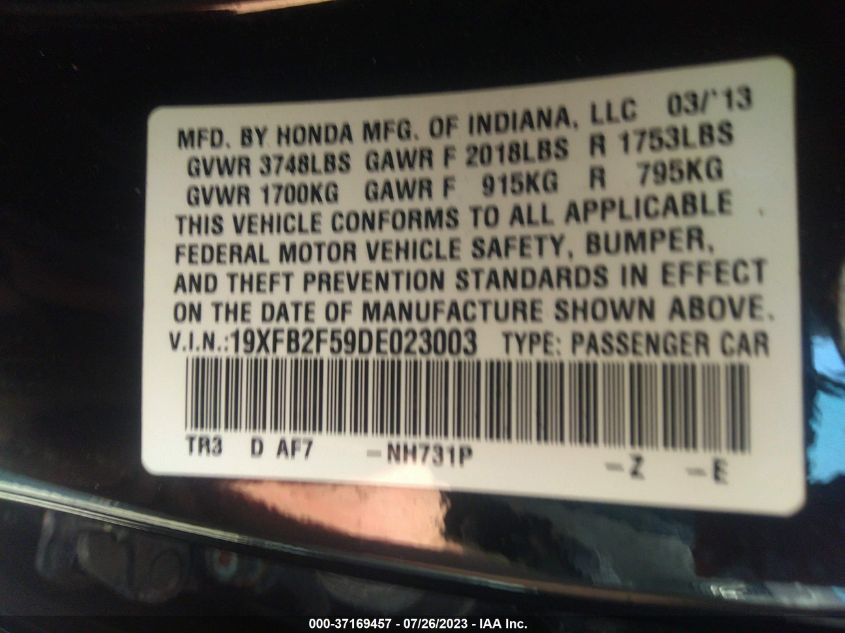 MFD. BY HONDA MFG. OF INDIANA, LLC 03/'13
GVWR 3748LBS GAWR F 2018LBS R 1753LBS
GVWR 1700KG GAWR F 915KG R 795KG
THIS VEHICLE CONFORMS TO ALL APPLICABLE
FEDERAL MOTOR VEHICLE SAFETY, BUMPER,
AND THEFT PREVENTION STANDARDS IN EFFECT
ON THE DATE OF MANUFACTURE SHOWN ABOVE.
V.I.N.:19XFB2F59DE023003 TYPE: PASSENGER CAR
TR3 D AF7 -NH731P -Z -E
000-37169457 - 07/26/2023 - IAA Inc.